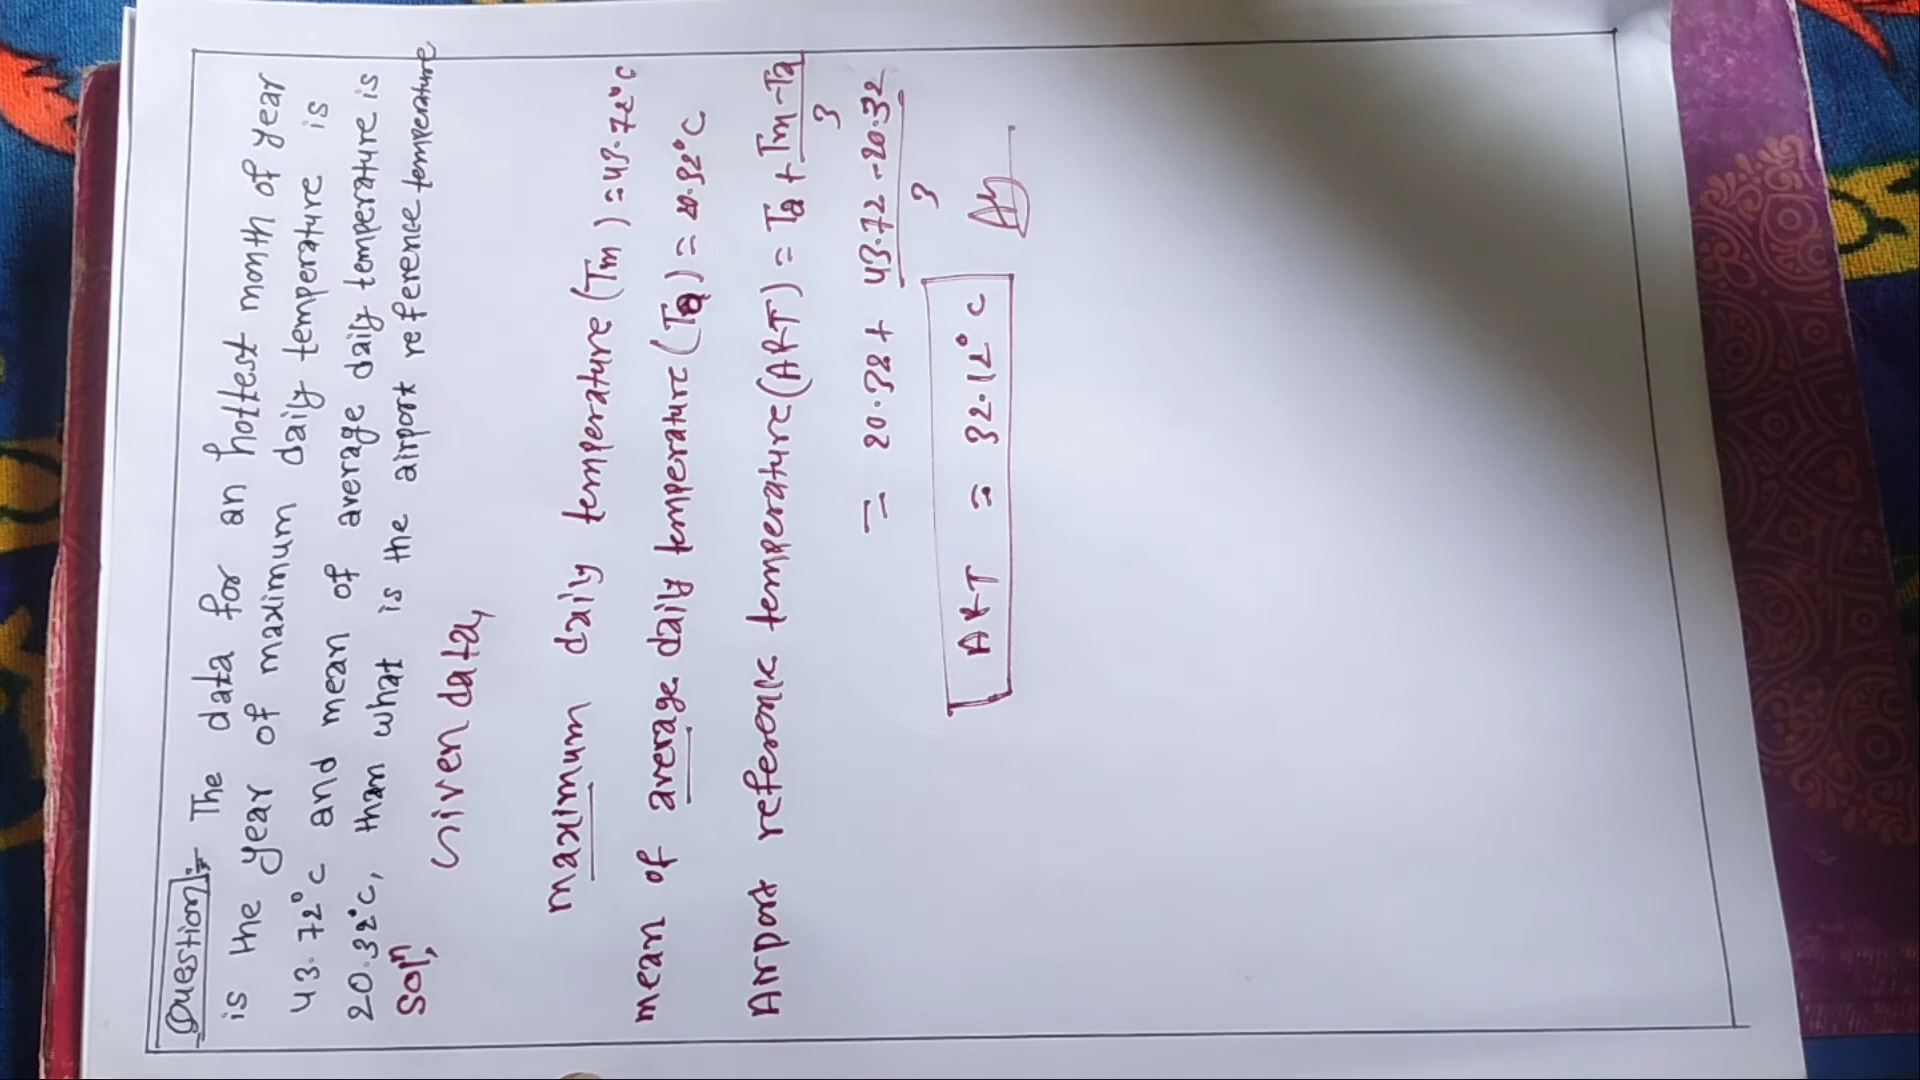 Question:- The data for an hottest month of year
is the year of maximum daily temperature is
43.72°C and mean of average daily temperature is
20.32°C, than what is the airport reference temperature
Solⁿ,
Given data,
maximum daily temperature (Tm) = 43.72°C
mean of average daily temperature (Ta) = 20.32°C
Airport reference temperature (ART) = Ta + Tm-Ta
3
= 20.32 + 43.72-20.32
3
ART = 32.12°C